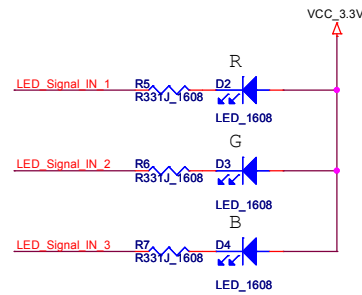 VCC_3.3V
R
LED_Signal_IN_1
R5
D2
R331J_1608
LED_1608
G
LED_Signal_IN_2
R6
D3
R331J_1608
LED_1608
B
LED_Signal_IN_3
R7
D4
R331J_1608
LED_1608